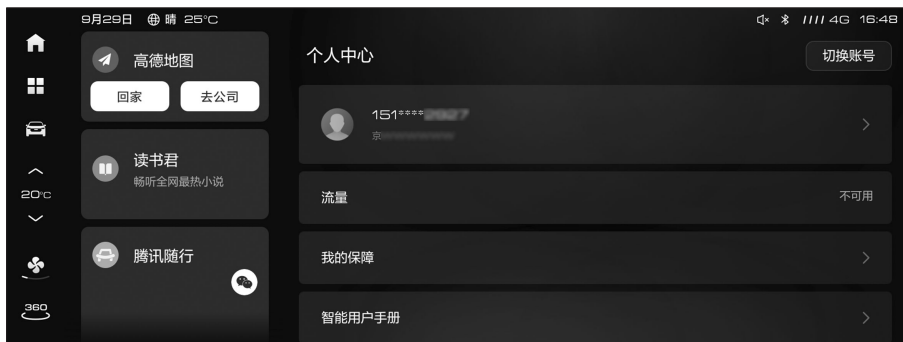 9月29日 晴 25°C
4G 16:48
高德地图
回家 去公司
读书君
畅听全网最热小说
腾讯随行
20°C
360
个人中心
切换账号
151****
京
流量
不可用
我的保障
智能用户手册